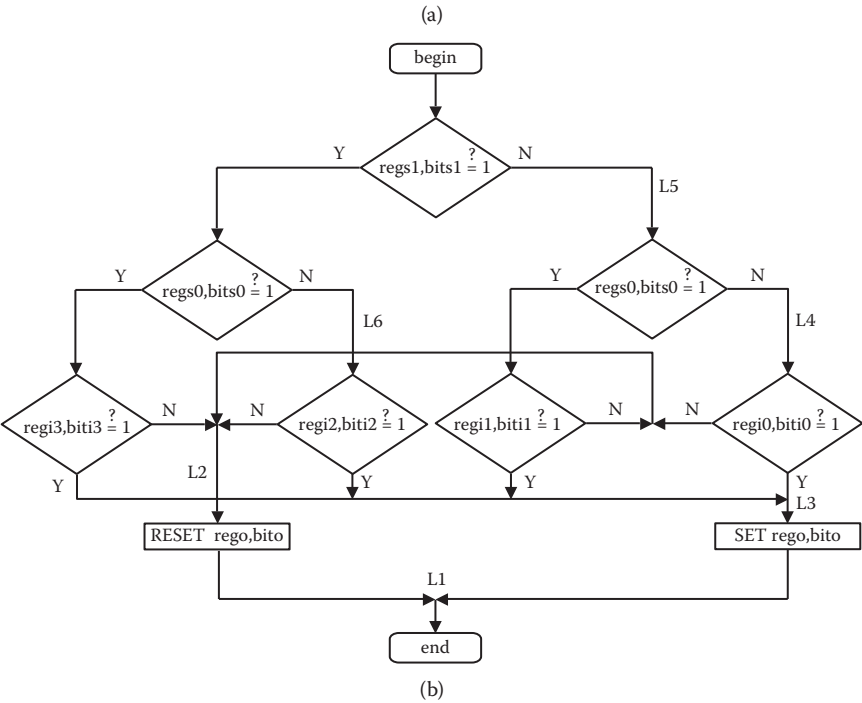 (a)
begin
Y
regs1,bits1 ≟ 1
N
L5
Y
regs0,bits0 ≟ 1
N
Y
regs0,bits0 ≟ 1
N
L6
L4
regi3,biti3 ≟ 1
N
N
regi2,biti2 ≟ 1
regi1,biti1 ≟ 1
N
N
regi0,biti0 ≟ 1
Y
L2
Y
Y
Y
L3
RESET rego,bito
SET rego,bito
L1
end
(b)